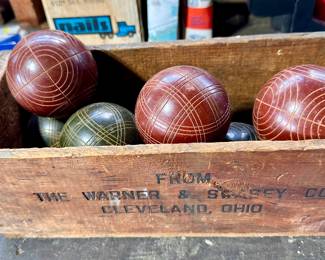 nails
FROM
THE WARNER & SWASEY CO
CLEVELAND, OHIO